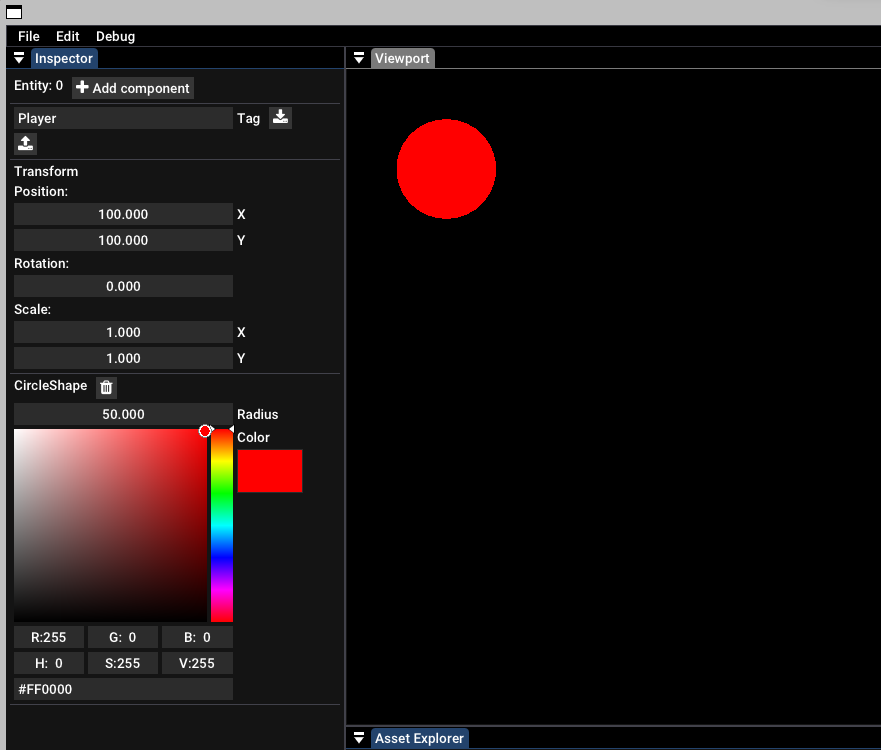 File Edit Debug
Inspector
Entity: 0 Add component
Player Tag
Transform
Position:
100.000 X
100.000 Y
Rotation:
0.000
Scale:
1.000 X
1.000 Y
CircleShape
50.000 Radius
Color
R:255 G: 0 B: 0
H: 0 S:255 V:255
#FF0000
Viewport
Asset Explorer